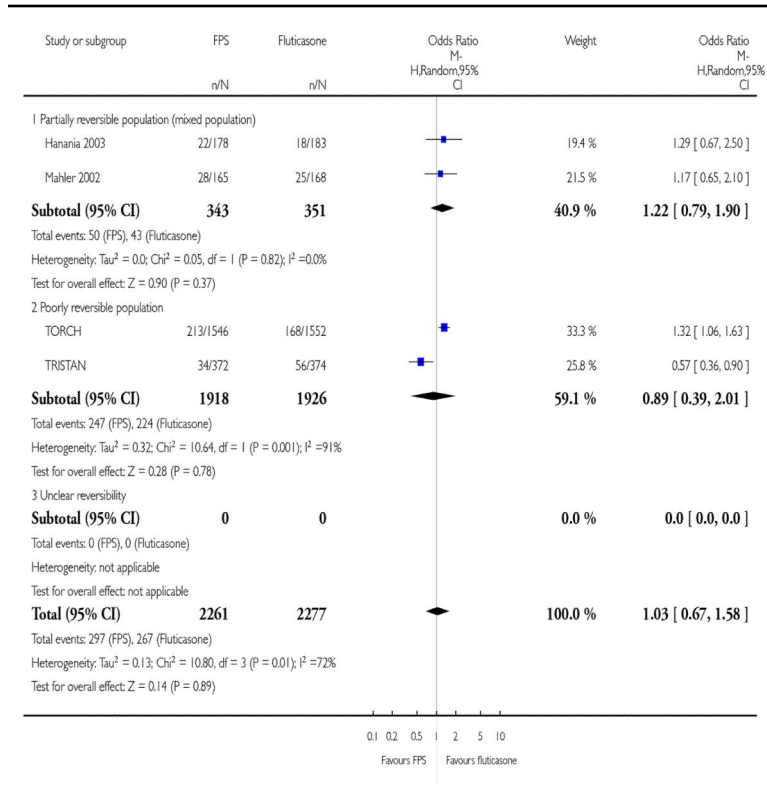 Study or subgroup FPS Fluticasone Odds Ratio Weight Odds Ratio
M- M-
H,Random,95% H,Random,95%
n/N n/N CI CI
1 Partially reversible population (mixed population)
Hanania 2003 22/178 18/183 19.4 % 1.29 [ 0.67, 2.50 ]
Mahler 2002 28/165 25/168 21.5 % 1.17 [ 0.65, 2.10 ]
Subtotal (95% CI) 343 351 40.9 % 1.22 [ 0.79, 1.90 ]
Total events: 50 (FPS), 43 (Fluticasone)
Heterogeneity: Tau² = 0.0; Chi² = 0.05, df = 1 (P = 0.82); I² =0.0%
Test for overall effect: Z = 0.90 (P = 0.37)
2 Poorly reversible population
TORCH 213/1546 168/1552 33.3 % 1.32 [ 1.06, 1.63 ]
TRISTAN 34/372 56/374 25.8 % 0.57 [ 0.36, 0.90 ]
Subtotal (95% CI) 1918 1926 59.1 % 0.89 [ 0.39, 2.01 ]
Total events: 247 (FPS), 224 (Fluticasone)
Heterogeneity: Tau² = 0.32; Chi² = 10.64, df = 1 (P = 0.001); I² =91%
Test for overall effect: Z = 0.28 (P = 0.78)
3 Unclear reversibility
Subtotal (95% CI) 0 0 0.0 % 0.0 [ 0.0, 0.0 ]
Total events: 0 (FPS), 0 (Fluticasone)
Heterogeneity: not applicable
Test for overall effect: not applicable
Total (95% CI) 2261 2277 100.0 % 1.03 [ 0.67, 1.58 ]
Total events: 297 (FPS), 267 (Fluticasone)
Heterogeneity: Tau² = 0.13; Chi² = 10.80, df = 3 (P = 0.01); I² =72%
Test for overall effect: Z = 0.14 (P = 0.89)
0.1 0.2 0.5 1 2 5 10
Favours FPS Favours fluticasone